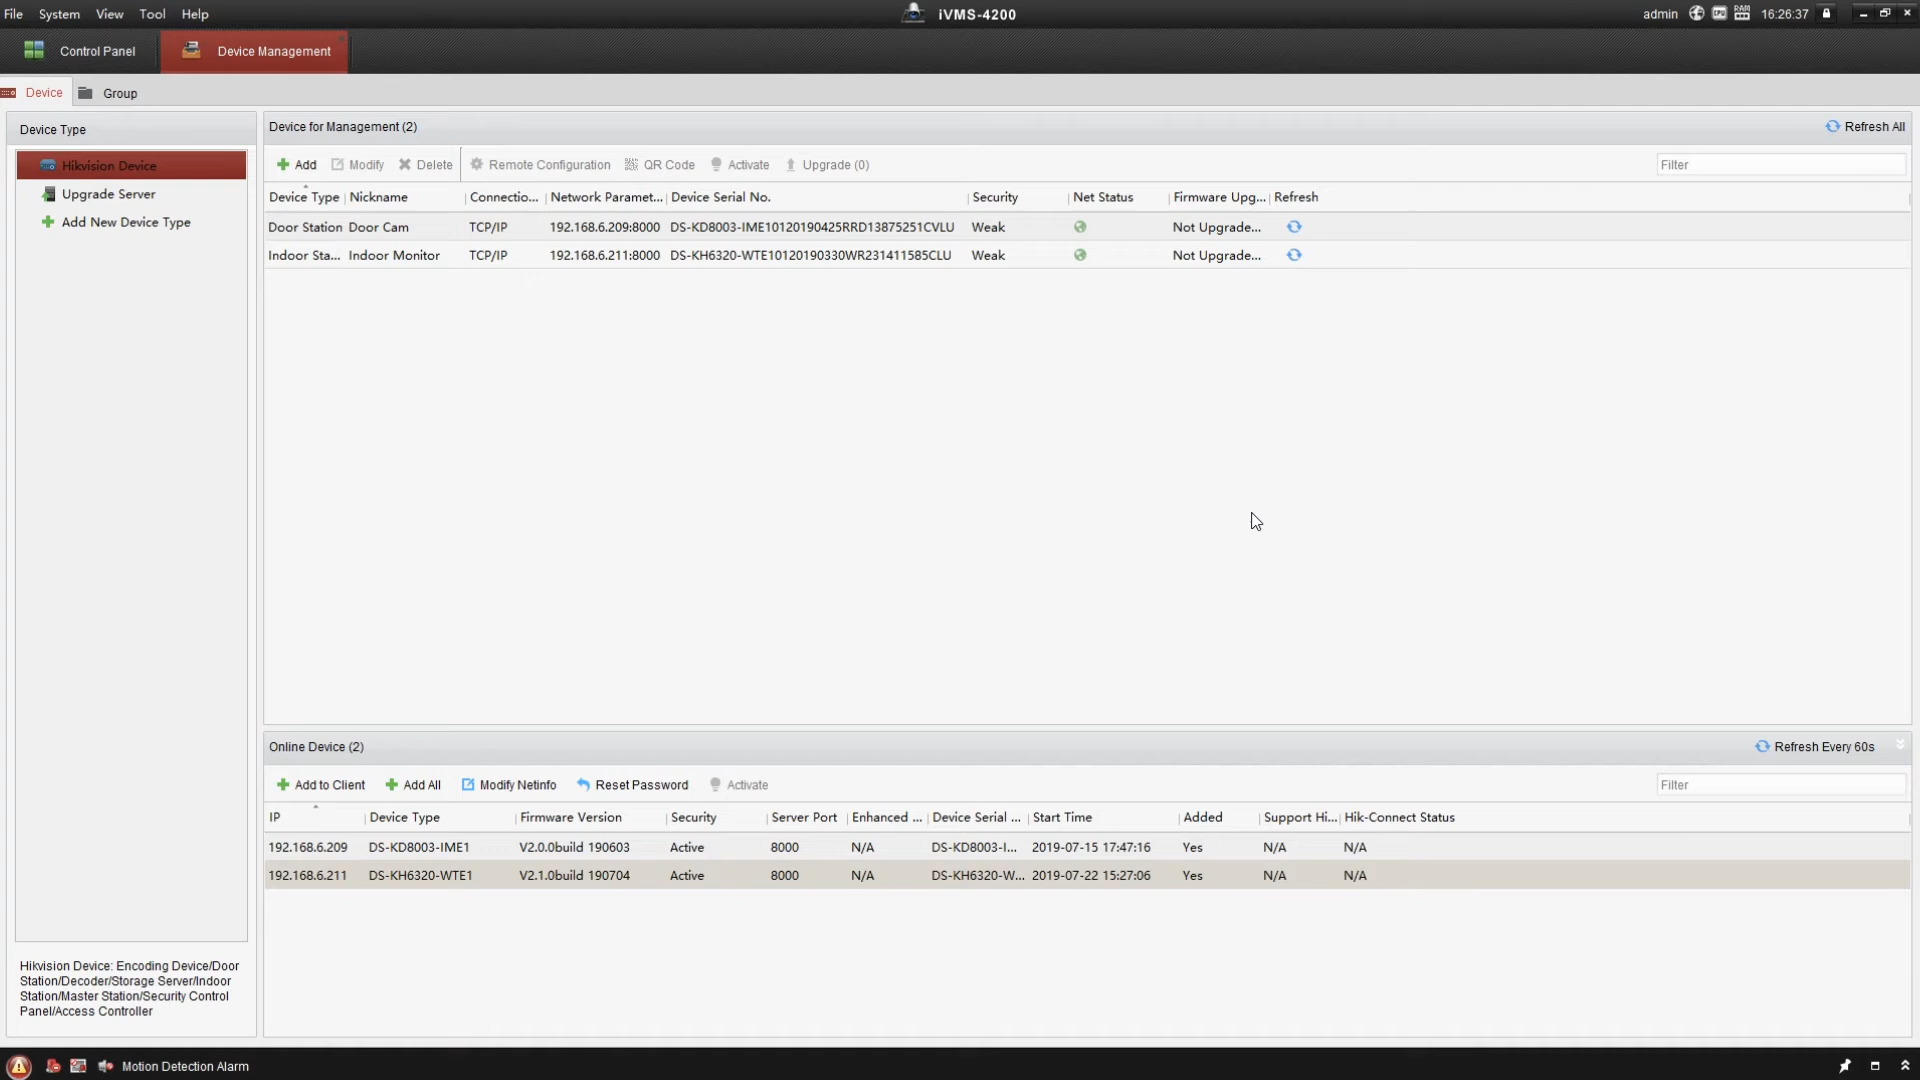 File System View Tool Help
iVMS-4200
admin CPU RAM 16:26:37
Control Panel Device Management
Device Group
Device Type
Hikvision Device
Upgrade Server
Add New Device Type
Hikvision Device: Encoding Device/Door
Station/Decoder/Storage Server/Indoor
Station/Master Station/Security Control
Panel/Access Controller
Device for Management (2) Refresh All
Add Modify Delete Remote Configuration QR Code Activate Upgrade (0) Filter
Device Type Nickname Connectio... Network Paramet... Device Serial No. Security Net Status Firmware Upg... Refresh
Door Station Door Cam TCP/IP 192.168.6.209:8000 DS-KD8003-IME10120190425RRD13875251CVLU Weak Not Upgrade...
Indoor Sta... Indoor Monitor TCP/IP 192.168.6.211:8000 DS-KH6320-WTE10120190330WR231411585CLU Weak Not Upgrade...
Online Device (2) Refresh Every 60s
Add to Client Add All Modify Netinfo Reset Password Activate Filter
IP Device Type Firmware Version Security Server Port Enhanced ... Device Serial ... Start Time Added Support Hi... Hik-Connect Status
192.168.6.209 DS-KD8003-IME1 V2.0.0build 190603 Active 8000 N/A DS-KD8003-I... 2019-07-15 17:47:16 Yes N/A N/A
192.168.6.211 DS-KH6320-WTE1 V2.1.0build 190704 Active 8000 N/A DS-KH6320-W... 2019-07-22 15:27:06 Yes N/A N/A
Motion Detection Alarm